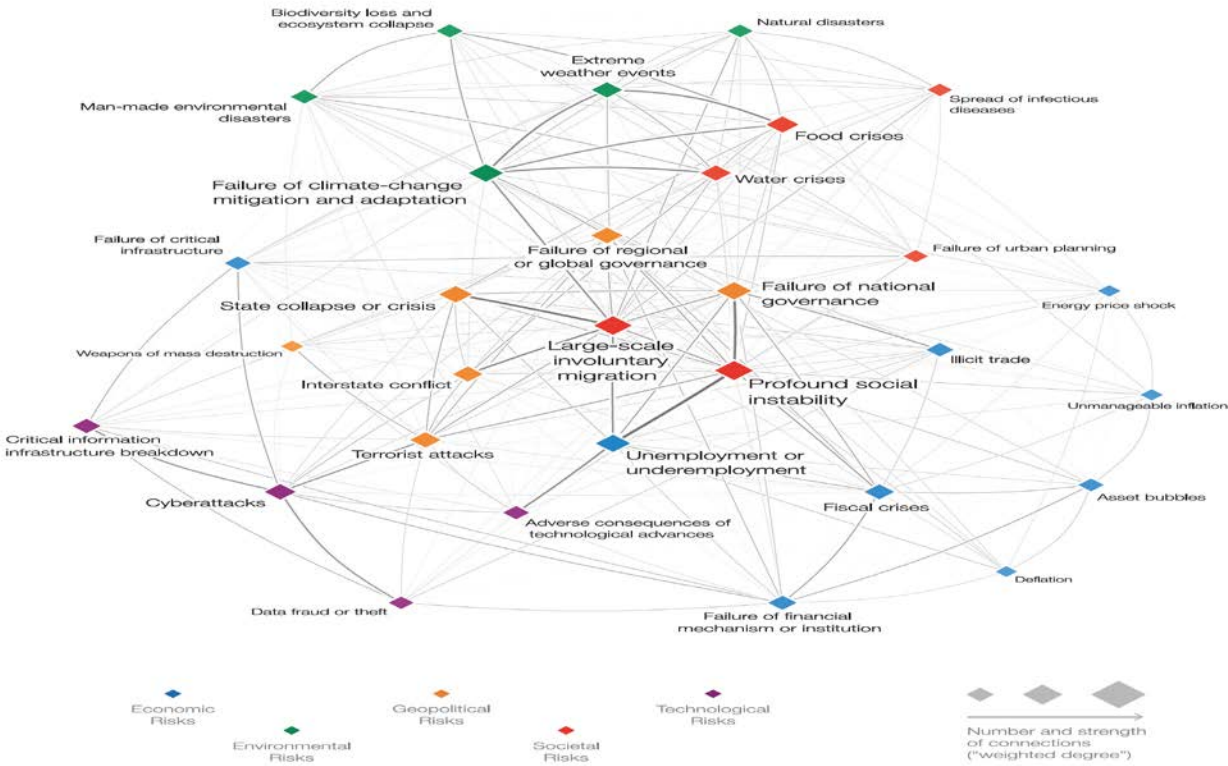 Biodiversity loss and
ecosystem collapse
Natural disasters
Extreme
weather events
Man-made environmental
disasters
Spread of infectious
diseases
Food crises
Water crises
Failure of climate-change
mitigation and adaptation
Failure of critical
infrastructure
Failure of regional
or global governance
Failure of urban planning
State collapse or crisis
Failure of national
governance
Energy price shock
Large-scale
involuntary
migration
Weapons of mass destruction
Illicit trade
Interstate conflict
Profound social
instability
Unmanageable inflation
Critical information
infrastructure breakdown
Terrorist attacks
Unemployment or
underemployment
Cyberattacks
Fiscal crises
Asset bubbles
Adverse consequences of
technological advances
Deflation
Data fraud or theft
Failure of financial
mechanism or institution
Economic
Risks
Geopolitical
Risks
Technological
Risks
Environmental
Risks
Societal
Risks
Number and strength
of connections
("weighted degree")